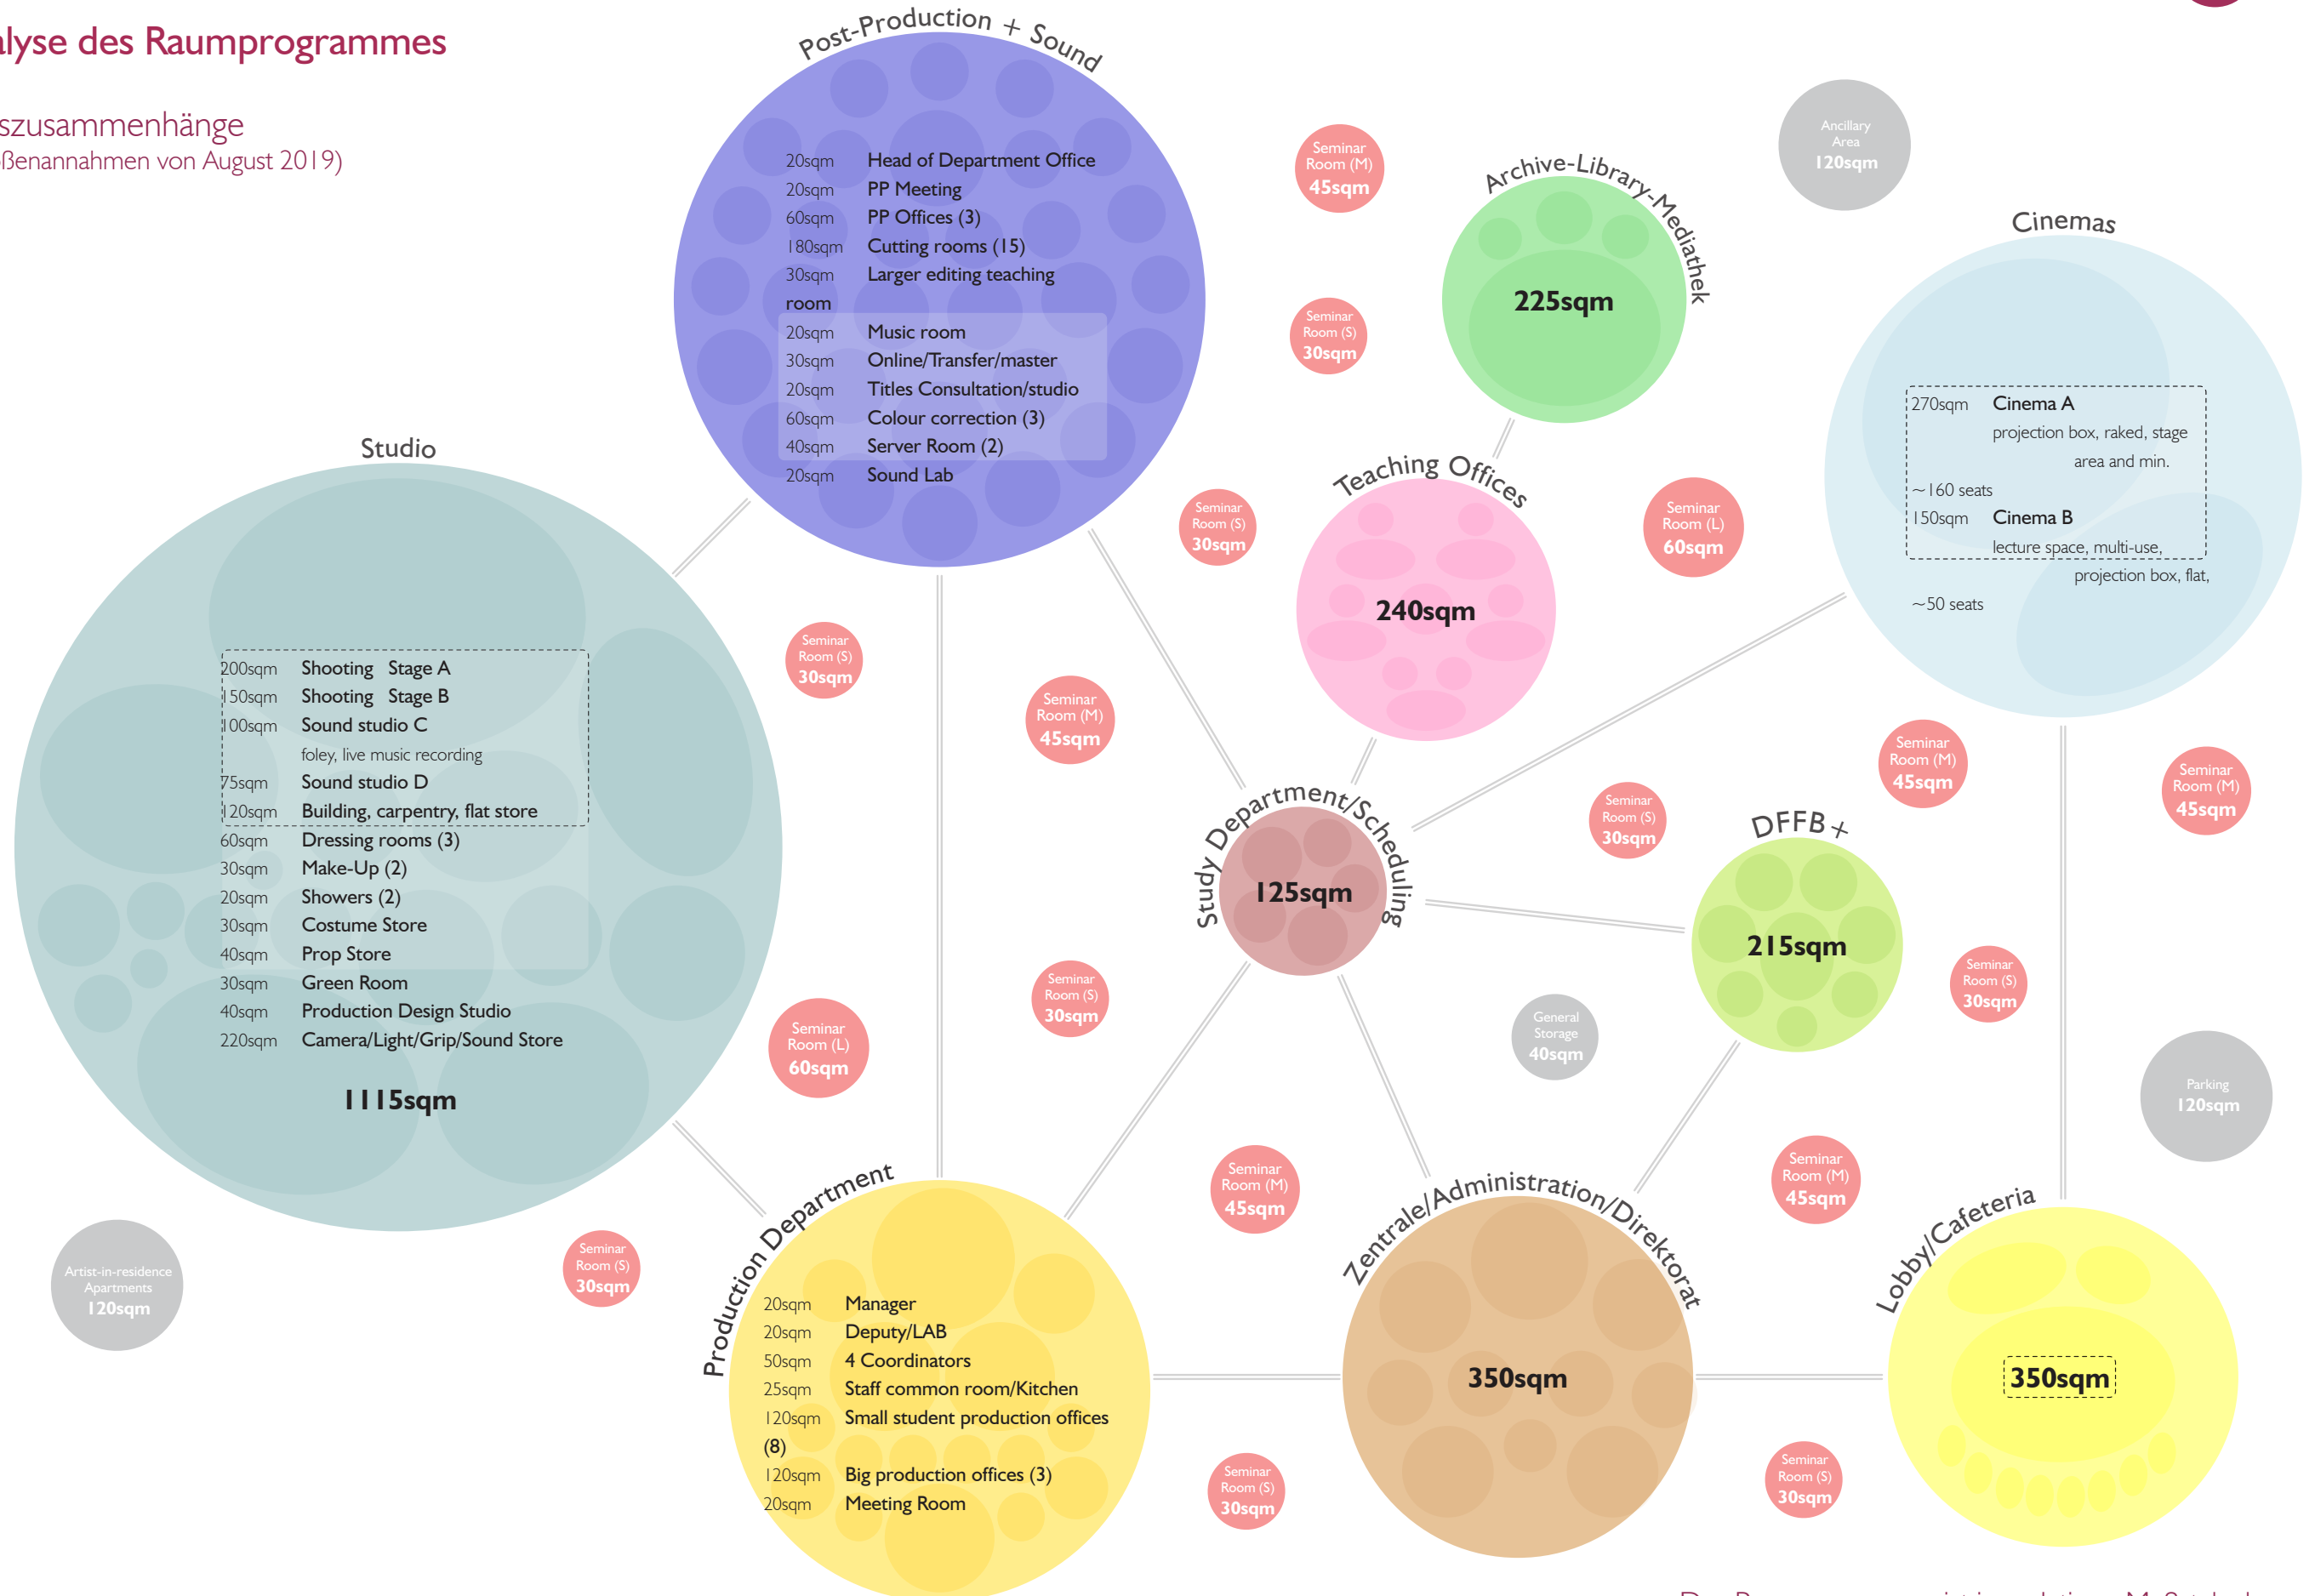 alyse des Raumprogrammes
szusammenhänge
ßenannahmen von August 2019)
Post-Production + Sound
20sqm Head of Department Office
20sqm PP Meeting
60sqm PP Offices (3)
180sqm Cutting rooms (15)
30sqm Larger editing teaching
room
20sqm Music room
30sqm Online/Transfer/master
20sqm Titles Consultation/studio
60sqm Colour correction (3)
40sqm Server Room (2)
20sqm Sound Lab
Seminar
Room (M)
45sqm
Seminar
Room (S)
30sqm
Archive-Library-Mediathek
225sqm
Ancillary
Area
120sqm
Cinemas
270sqm Cinema A
projection box, raked, stage
area and min.
~160 seats
150sqm Cinema B
lecture space, multi-use,
projection box, flat,
~50 seats
Studio
200sqm Shooting Stage A
150sqm Shooting Stage B
100sqm Sound studio C
foley, live music recording
75sqm Sound studio D
120sqm Building, carpentry, flat store
60sqm Dressing rooms (3)
30sqm Make-Up (2)
20sqm Showers (2)
30sqm Costume Store
40sqm Prop Store
30sqm Green Room
40sqm Production Design Studio
220sqm Camera/Light/Grip/Sound Store
1115sqm
Seminar
Room (S)
30sqm
Teaching Offices
240sqm
Seminar
Room (L)
60sqm
Seminar
Room (S)
30sqm
Seminar
Room (M)
45sqm
Seminar
Room (M)
45sqm
Seminar
Room (M)
45sqm
Seminar
Room (S)
30sqm
Study Department/Scheduling
125sqm
DFFB+
215sqm
Seminar
Room (S)
30sqm
Seminar
Room (S)
30sqm
Seminar
Room (L)
60sqm
General
Storage
40sqm
Parking
120sqm
Seminar
Room (M)
45sqm
Seminar
Room (M)
45sqm
Artist-in-residence
Apartments
120sqm
Seminar
Room (S)
30sqm
Production Department
20sqm Manager
20sqm Deputy/LAB
50sqm 4 Coordinators
25sqm Staff common room/Kitchen
120sqm Small student production offices
(8)
120sqm Big production offices (3)
20sqm Meeting Room
Zentrale/Administration/Direktorat
350sqm
Lobby/Cafeteria
350sqm
Seminar
Room (S)
30sqm
Seminar
Room (S)
30sqm